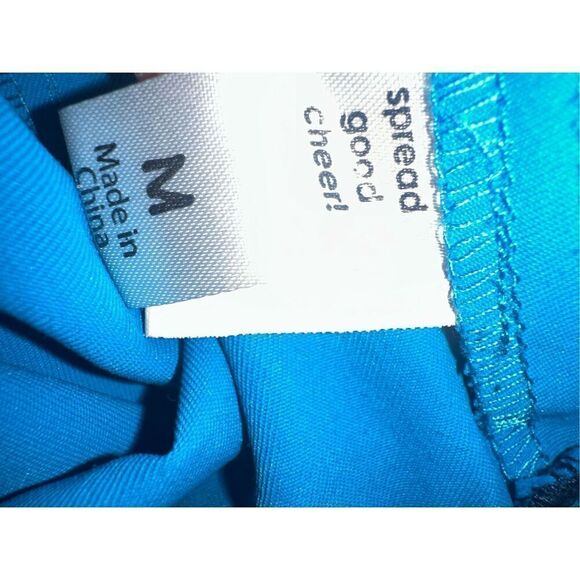 spread
good
cheer!
M
Made in
China